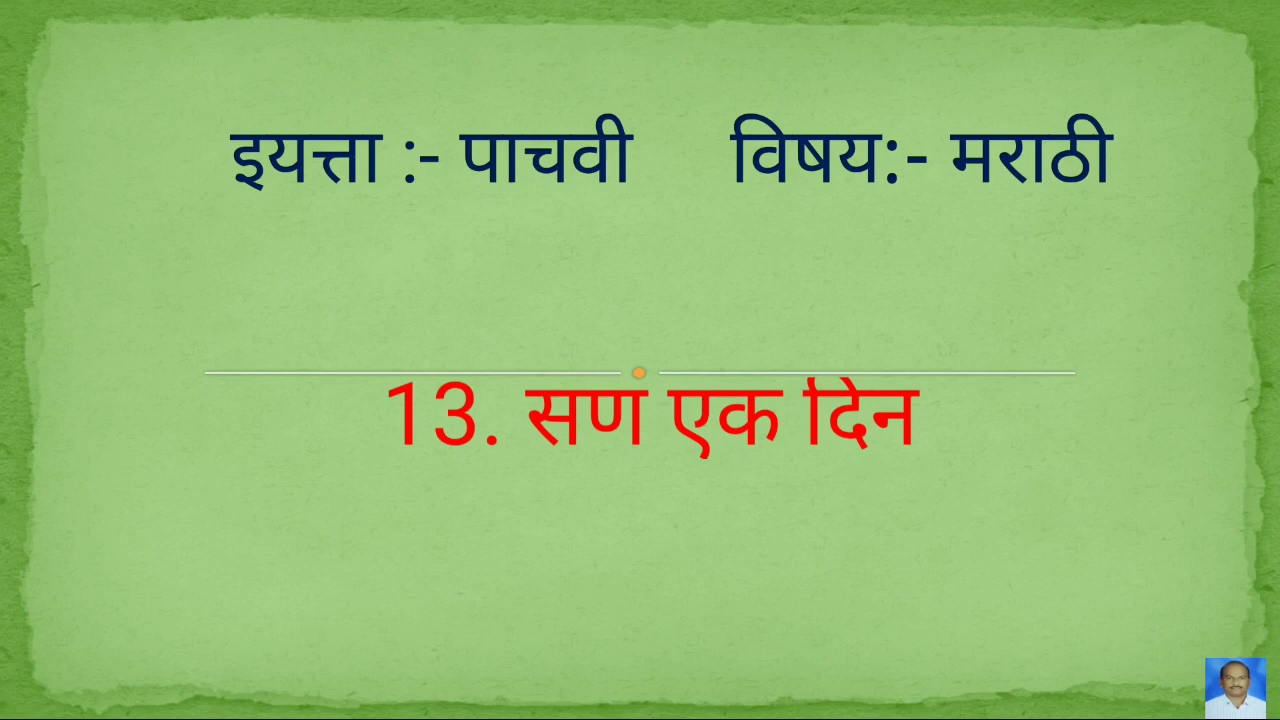 इयत्ता :- पाचवी विषय:- मराठी
13. सण एक दिन